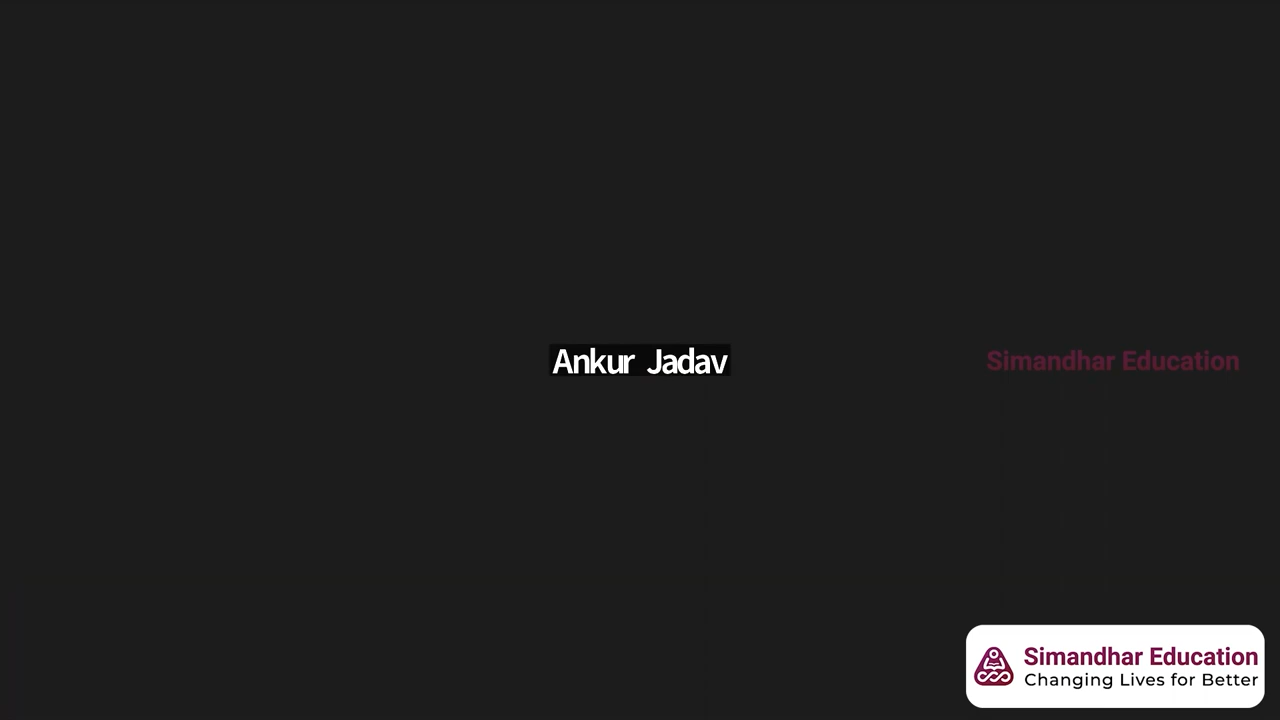 Ankur Jadav
Simandhar Education
Simandhar Education
Changing Lives for Better